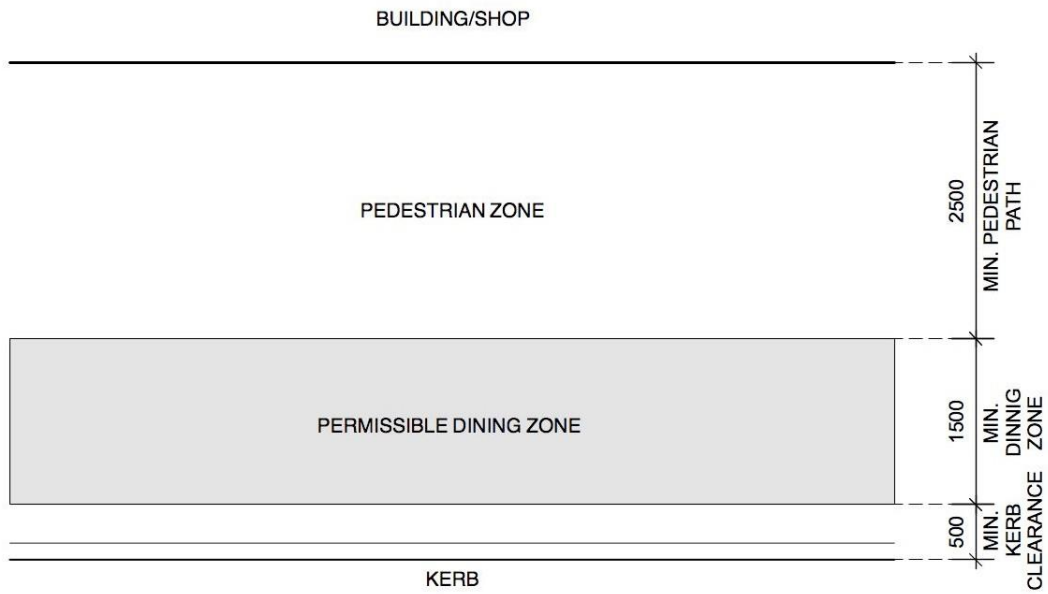 BUILDING/SHOP
PEDESTRIAN ZONE
2500
MIN. PEDESTRIAN
PATH
PERMISSIBLE DINING ZONE
1500
MIN.
DINNIG
ZONE
500
MIN.
KERB
CLEARANCE
KERB